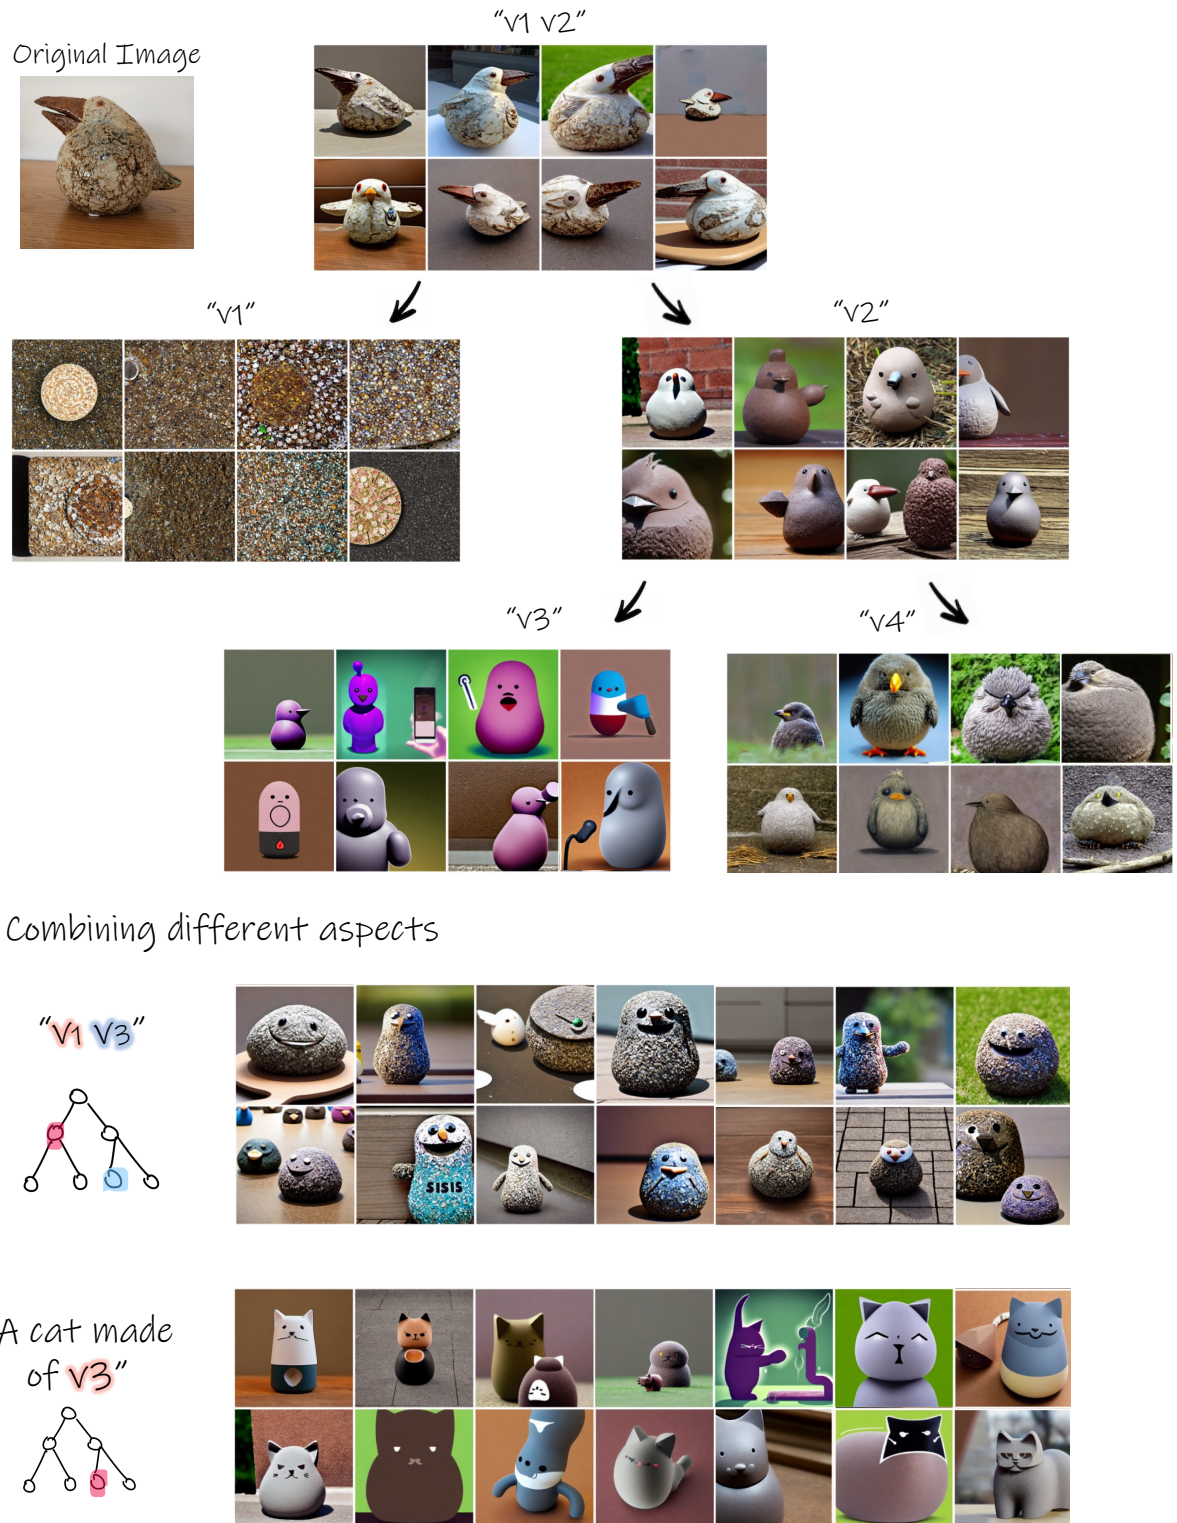 "v1 v2"
Original Image
"v1"
"v2"
"v3"
"v4"
Combining different aspects
"v1 v3"
SISIS
A cat made
of v3"